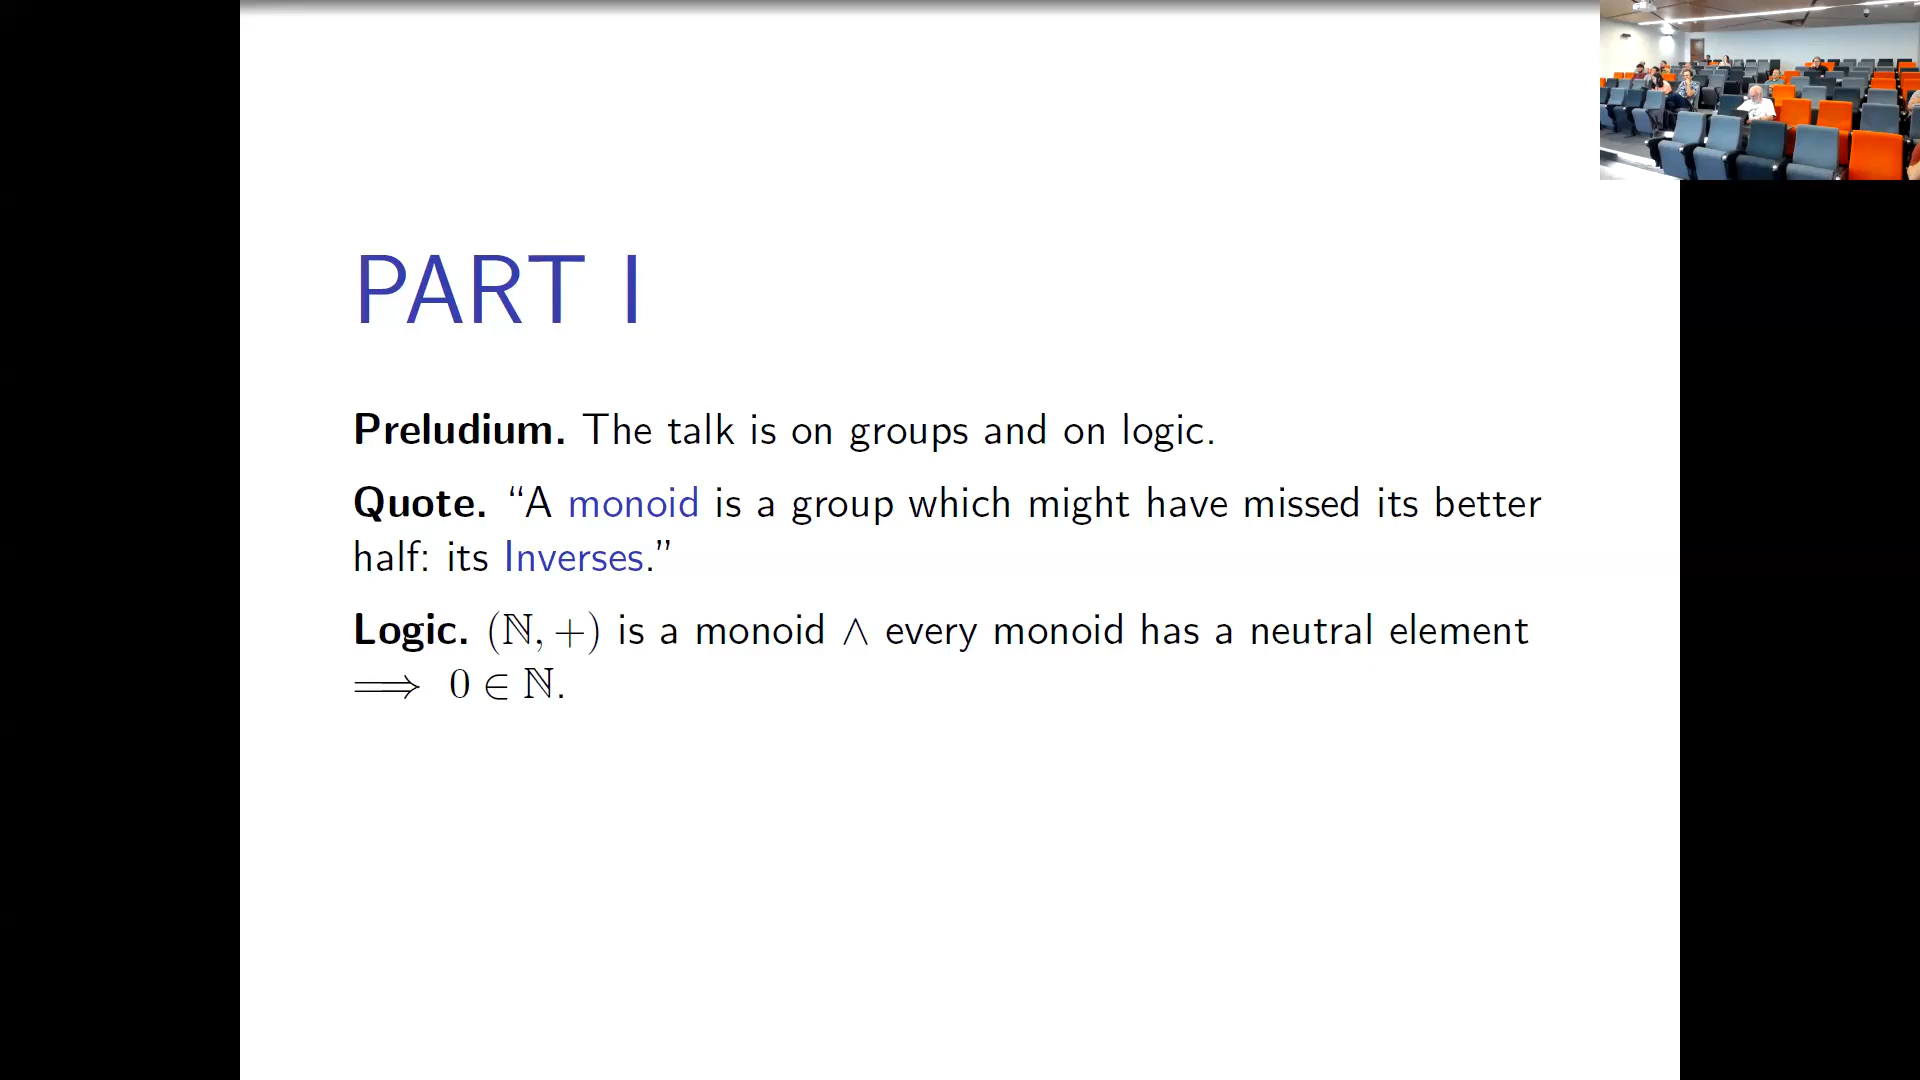 PART I
Preludium. The talk is on groups and on logic.
Quote. “A monoid is a group which might have missed its better
half: its Inverses.”
Logic. (ℕ, +) is a monoid ∧ every monoid has a neutral element
⟹ 0 ∈ ℕ.